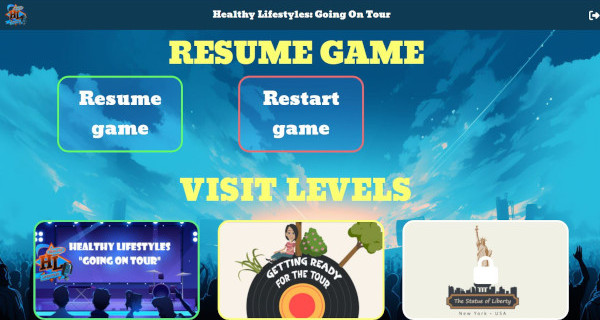 Healthy Lifestyles: Going On Tour
RESUME GAME
Resume
game
Restart
game
VISIT LEVELS
HEALTHY LIFESTYLES
"GOING ON TOUR"
HL
GETTING READY
FOR THE TOUR
The Statue of Liberty
New York • USA